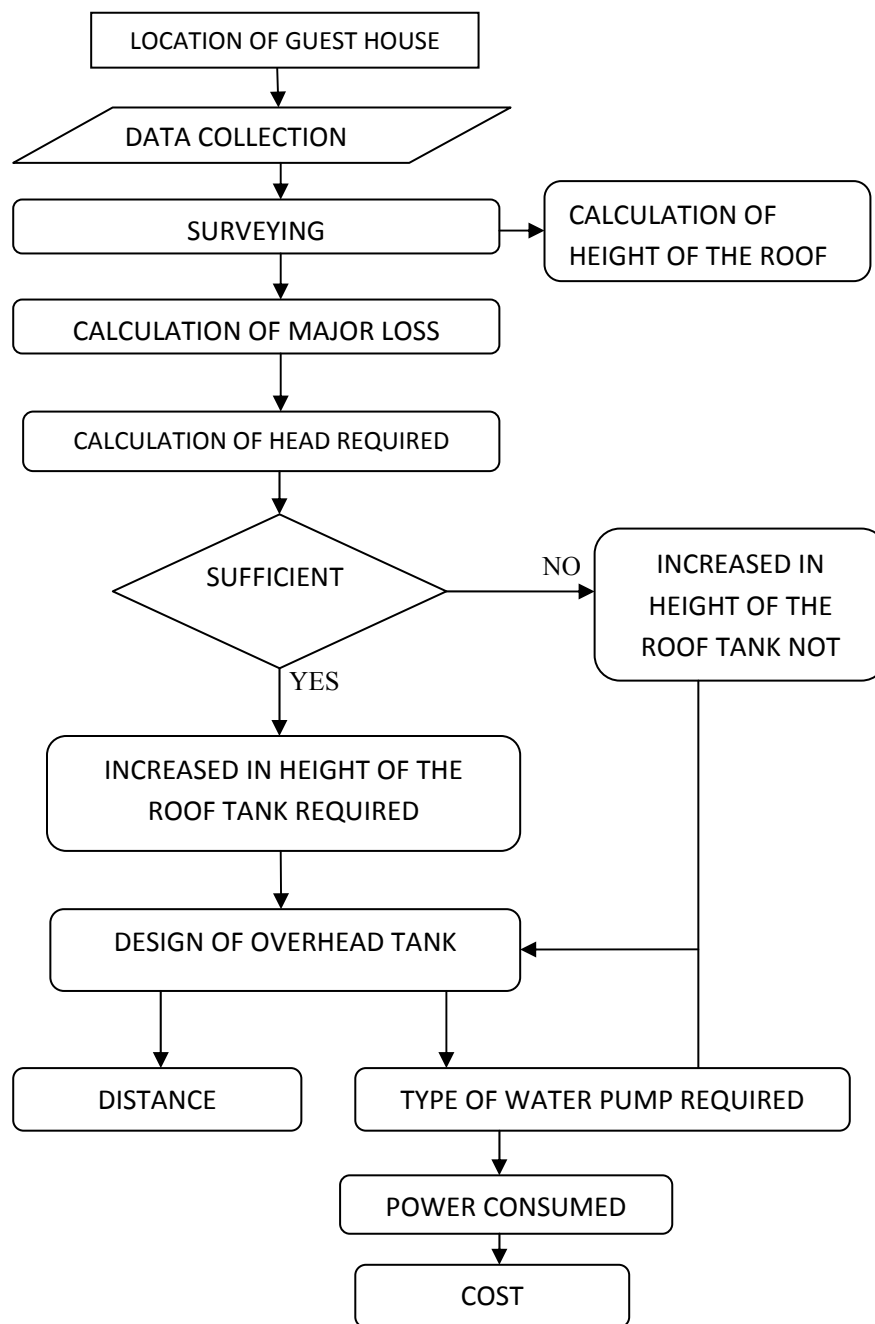 LOCATION OF GUEST HOUSE
DATA COLLECTION
SURVEYING
CALCULATION OF
HEIGHT OF THE ROOF
CALCULATION OF MAJOR LOSS
CALCULATION OF HEAD REQUIRED
SUFFICIENT
NO
INCREASED IN
HEIGHT OF THE
ROOF TANK NOT
YES
INCREASED IN HEIGHT OF THE
ROOF TANK REQUIRED
DESIGN OF OVERHEAD TANK
DISTANCE
TYPE OF WATER PUMP REQUIRED
POWER CONSUMED
COST